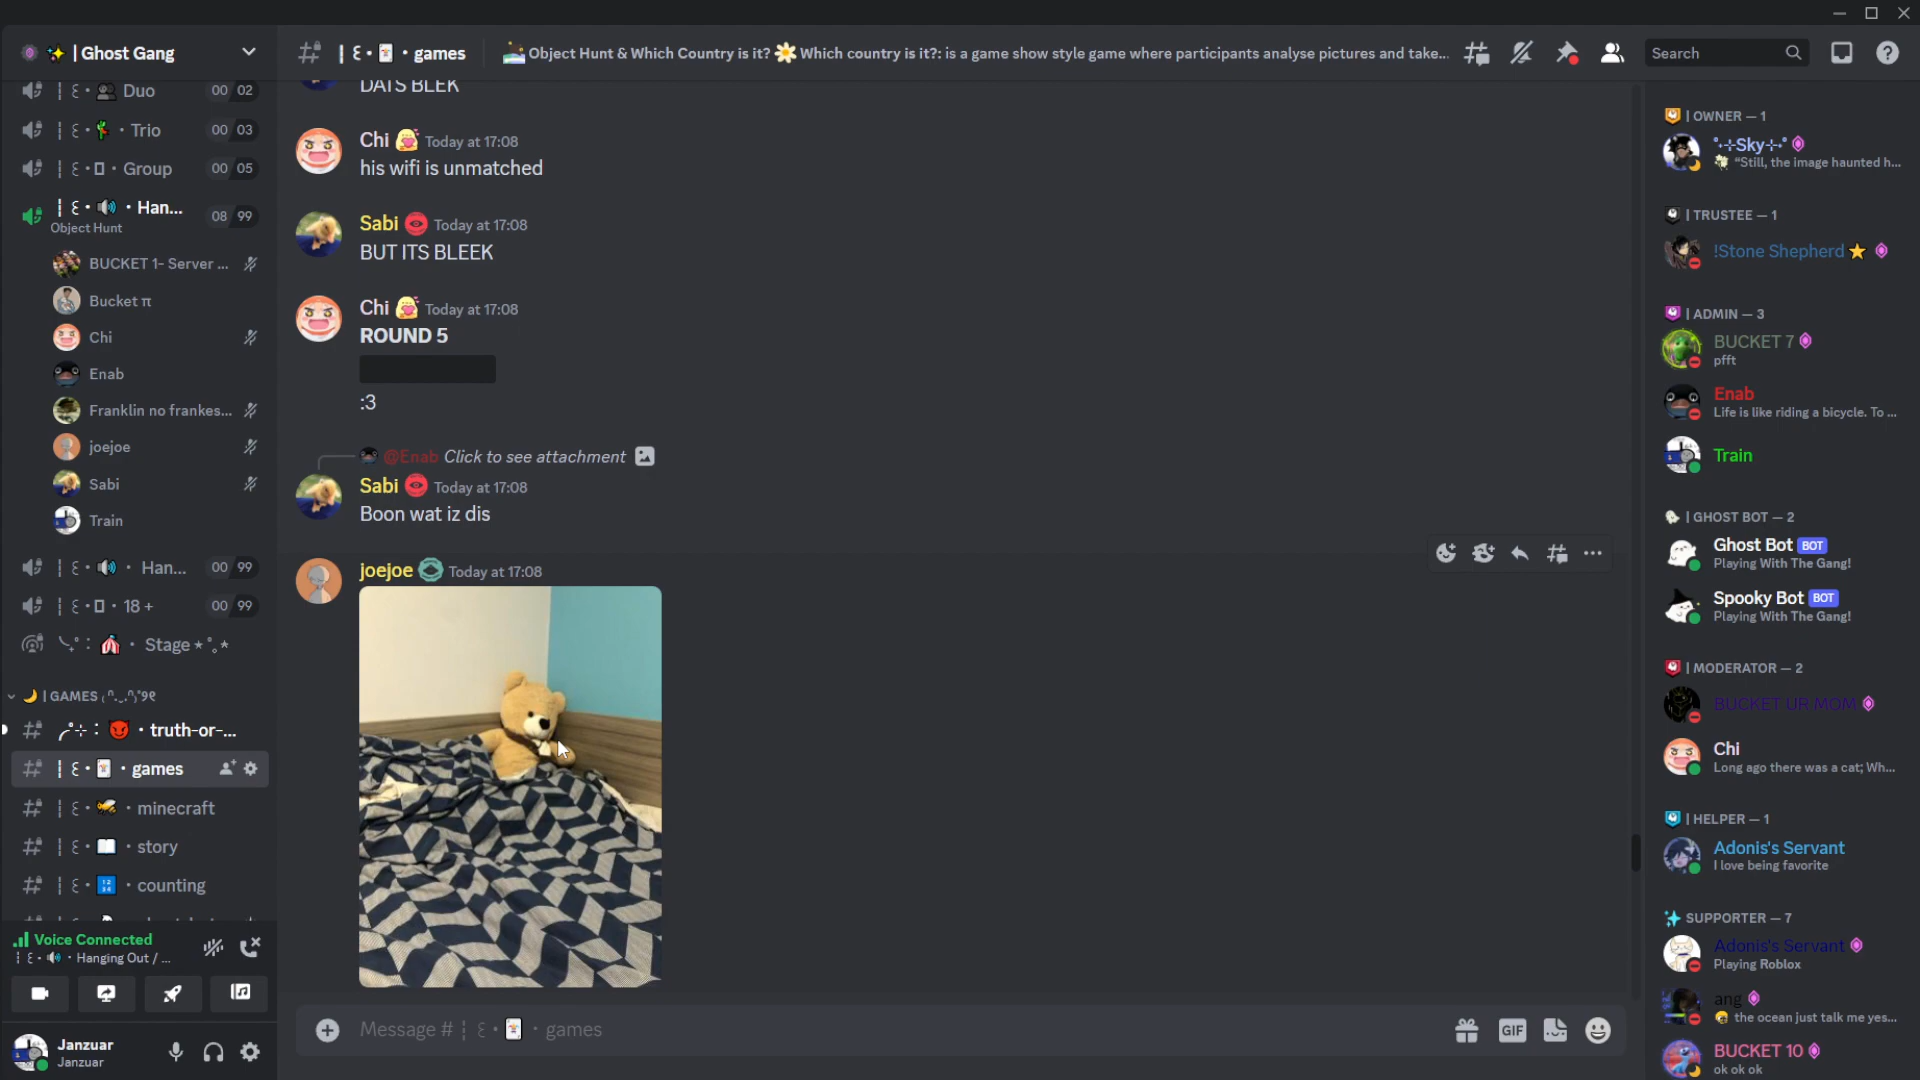 | Ghost Gang
Duo
00 02
Trio
00 03
Group
00 05
Han...
08 99
Object Hunt
BUCKET 1- Server ...
Bucket π
Chi
Enab
Franklin no frankes...
joejoe
Sabi
Train
Han...
00 99
18 +
00 99
Stage
| GAMES
truth-or-...
games
minecraft
story
counting
Voice Connected
Hanging Out / ...
Janzuar
Janzuar
games
Object Hunt & Which Country is it? 🌼 Which country is it?: is a game show style game where participants analyse pictures and take...
Search
DATS BLEK
Chi Today at 17:08
his wifi is unmatched
Sabi Today at 17:08
BUT ITS BLEEK
Chi Today at 17:08
ROUND 5
:3
@Enab Click to see attachment
Sabi Today at 17:08
Boon wat iz dis
joejoe Today at 17:08
Message # games
GIF
| OWNER — 1
Sky
"Still, the image haunted h...
| TRUSTEE — 1
!Stone Shepherd
| ADMIN — 3
BUCKET 7
pfft
Enab
Life is like riding a bicycle. To ...
Train
| GHOST BOT — 2
Ghost Bot BOT
Playing With The Gang!
Spooky Bot BOT
Playing With The Gang!
| MODERATOR — 2
BUCKET UR MOM
Chi
Long ago there was a cat; Wh...
| HELPER — 1
Adonis's Servant
I love being favorite
SUPPORTER — 7
Adonis's Servant
Playing Roblox
ang
the ocean just talk me yes...
BUCKET 10
ok ok ok